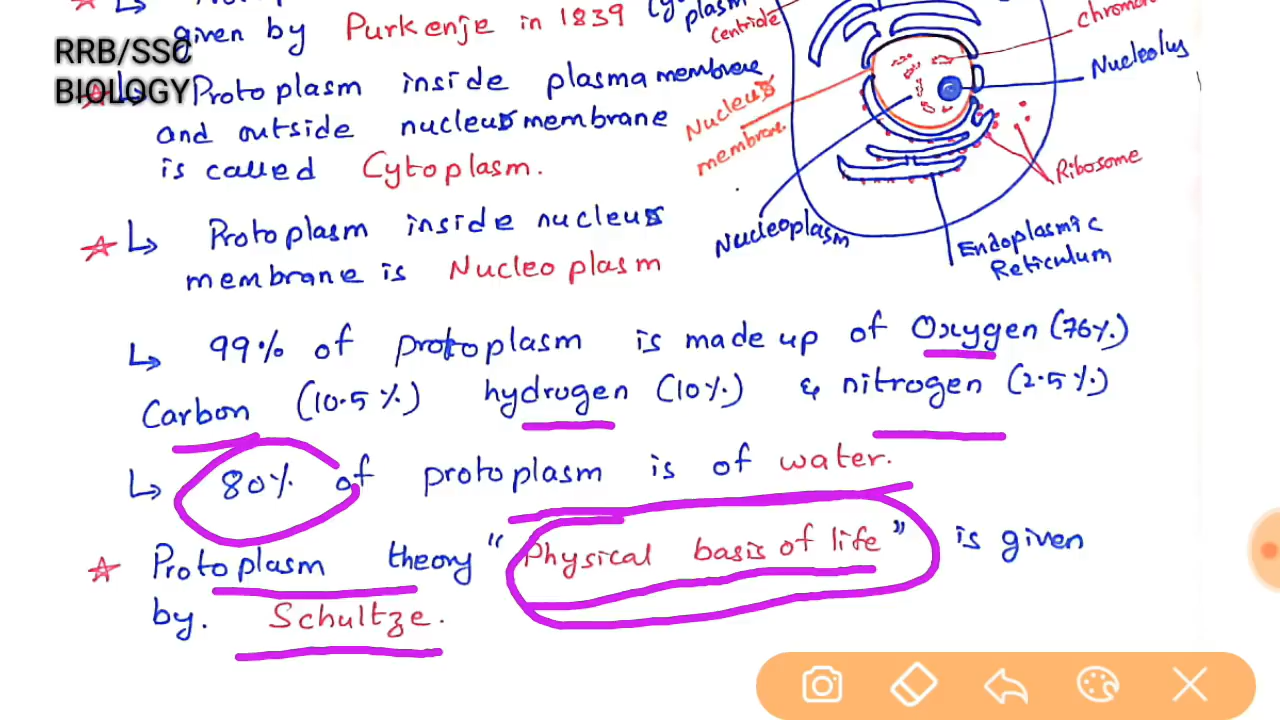 given by Purkenje in 1839
plasm
centriole
RRB/SSC
BIOLOGY
Protoplasm inside plasma membrane
and outside nucleus membrane
is called Cytoplasm.
Nucleolus
Nucleus
membrane.
Ribosome
Nucleoplasm
Endoplasmic
Reticulum
Protoplasm inside nucleus
membrane is Nucleoplasm
99% of protoplasm is made up of Oxygen (76%)
Carbon (10.5%) hydrogen (10%) & nitrogen (2.5%)
80% of protoplasm is of water.
Protoplasm theory "Physical basis of life" is given
by. Schultze.